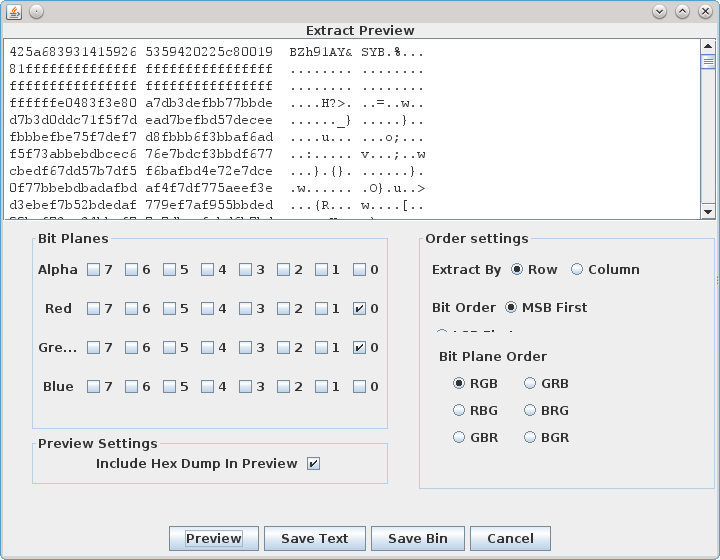 Extract Preview
425a683931415926 5359420225c80019 BZh91AY& SYB.%...
81ffffffffffffff ffffffffffffffff ........ ........
ffffffffffffffff ffffffffffffffff ........ ........
ffffffe0483f3e80 a7db3defbb77bbde ....H?>. ..=..w..
d7b3d0ddc71f5f7d ead7befbd57decee ......_} .....}..
fbbbefbe75f7def7 d8fbbb6f3bbaf6ad ....u... ...o;...
f5f73abbebdbcec6 76e7bdcf3bbdf677 ..:..... v...;..w
cbedf67dd57b7df5 f6bafbd4e72e7dce ...}.{}. ......}.
0f77bbebdbadafbd af4f7df775aeef3e .w...... .O}.u..>
d3ebef7b52bdedaf 779ef7af955bbded ...{R... w....[..
Bit Planes
Alpha 7 6 5 4 3 2 1 0
Red 7 6 5 4 3 2 1 0
Gre... 7 6 5 4 3 2 1 0
Blue 7 6 5 4 3 2 1 0
Preview Settings
Include Hex Dump In Preview
Order settings
Extract By Row Column
Bit Order MSB First
Bit Plane Order
RGB GRB
RBG BRG
GBR BGR
Preview Save Text Save Bin Cancel